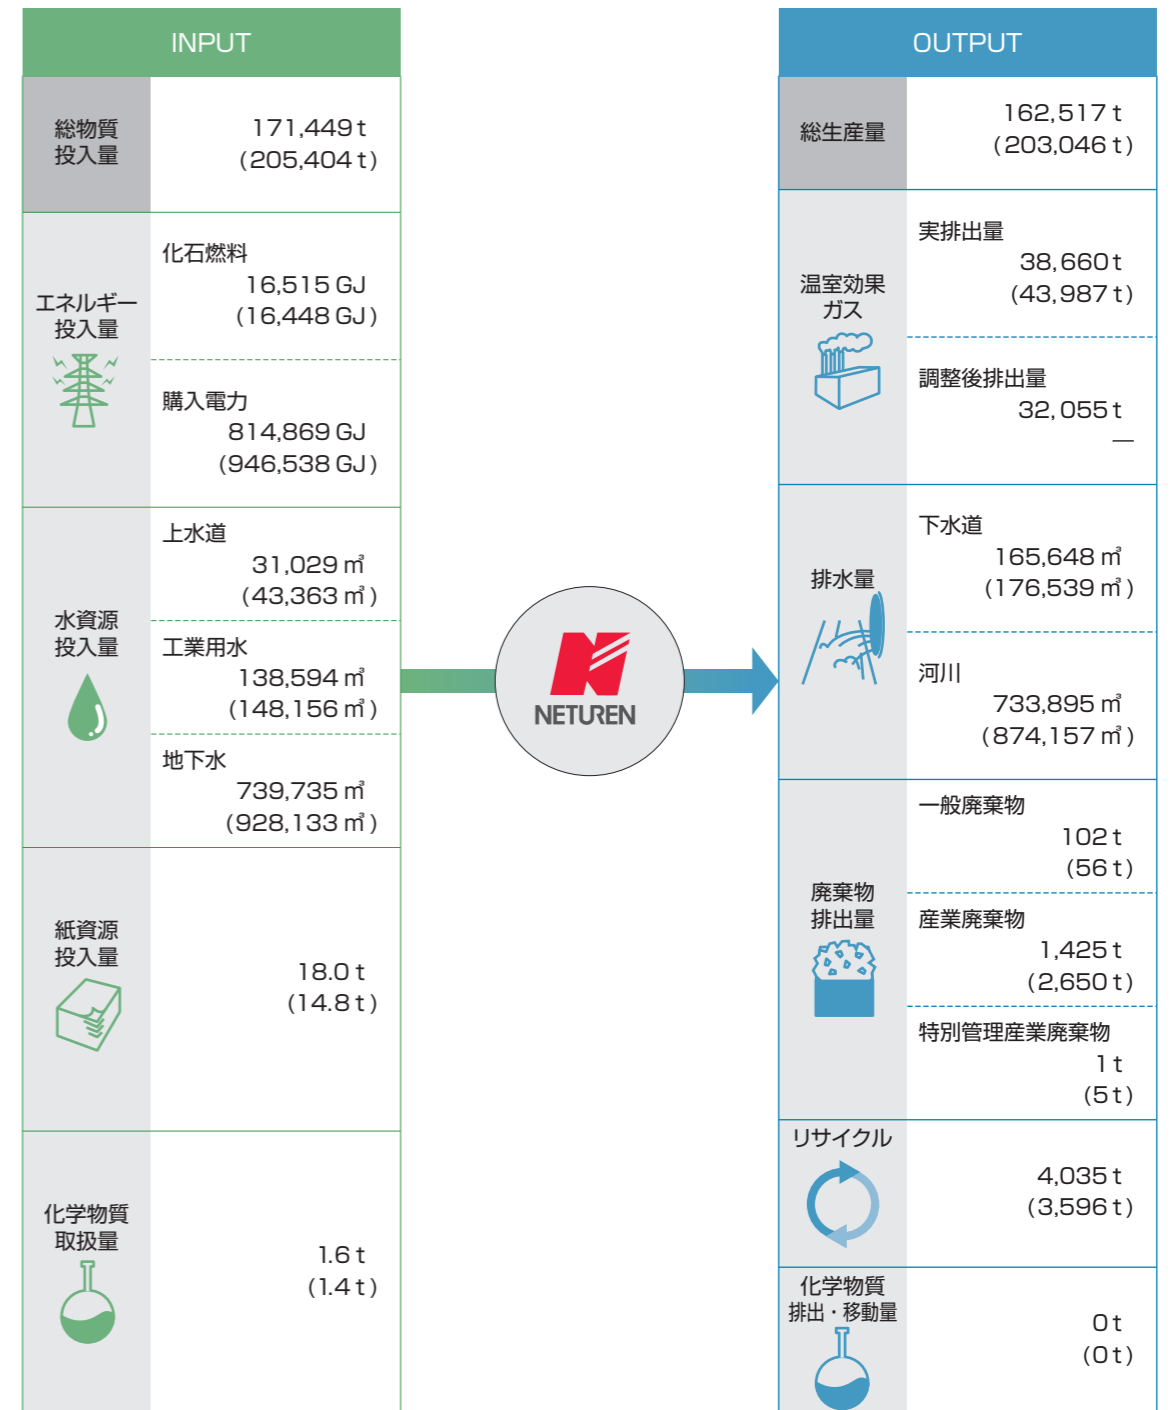 INPUT
総物質
投入量
171,449 t
(205,404 t)
エネルギー
投入量
化石燃料
16,515 GJ
(16,448 GJ)
購入電力
814,869 GJ
(946,538 GJ)
水資源
投入量
上水道
31,029 ㎥
(43,363 ㎥)
工業用水
138,594 ㎥
(148,156 ㎥)
地下水
739,735 ㎥
(928,133 ㎥)
紙資源
投入量
18.0 t
(14.8 t)
化学物質
取扱量
1.6 t
(1.4 t)
NETUREN
OUTPUT
総生産量
162,517 t
(203,046 t)
温室効果
ガス
実排出量
38,660 t
(43,987 t)
調整後排出量
32,055 t
—
排水量
下水道
165,648 ㎥
(176,539 ㎥)
河川
733,895 ㎥
(874,157 ㎥)
廃棄物
排出量
一般廃棄物
102 t
(56 t)
産業廃棄物
1,425 t
(2,650 t)
特別管理産業廃棄物
1 t
(5 t)
リサイクル
4,035 t
(3,596 t)
化学物質
排出・移動量
0 t
(0 t)